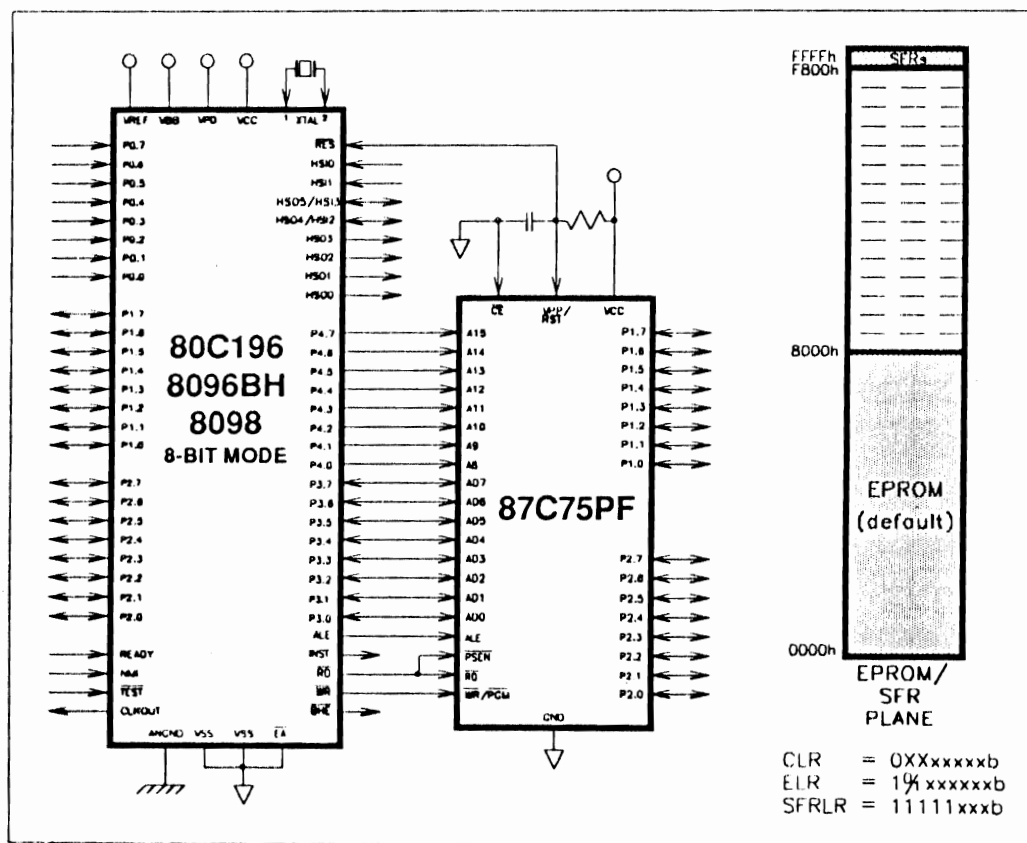 VREF VBB VPD VCC 1 XTAL 2
P0.7
P0.6
P0.5
P0.4
P0.3
P0.2
P0.1
P0.0
P1.7
P1.6
P1.5
P1.4
P1.3
P1.2
P1.1
P1.0
P2.7
P2.6
P2.5
P2.4
P2.3
P2.2
P2.1
P2.0
READY
NMI
TEST
CLKOUT
80C196
8096BH
8098
8-BIT MODE
RES
HSI0
HSI1
HSO5/HSI3
HSO4/HSI2
HSO3
HSO2
HSO1
HSO0
P4.7
P4.6
P4.5
P4.4
P4.3
P4.2
P4.1
P4.0
P3.7
P3.6
P3.5
P3.4
P3.3
P3.2
P3.1
P3.0
ALE
INST
RD
WR
BHE
ANGND VSS VSS EA
CE VPP/ VCC
RST
A15
A14
A13
A12
A11
A10
A9
A8
AD7
AD6
AD5
AD4
AD3
AD2
AD1
AD0
ALE
PSEN
RD
WR/PGM
87C75PF
P1.7
P1.6
P1.5
P1.4
P1.3
P1.2
P1.1
P1.0
P2.7
P2.6
P2.5
P2.4
P2.3
P2.2
P2.1
P2.0
GND
FFFFh
F800h
SFRs
8000h
EPROM
(default)
0000h
EPROM/
SFR
PLANE
CLR = 0XXxxxxxb
ELR = 1⁰⁄₁xxxxxxb
SFRLR = 11111xxxb